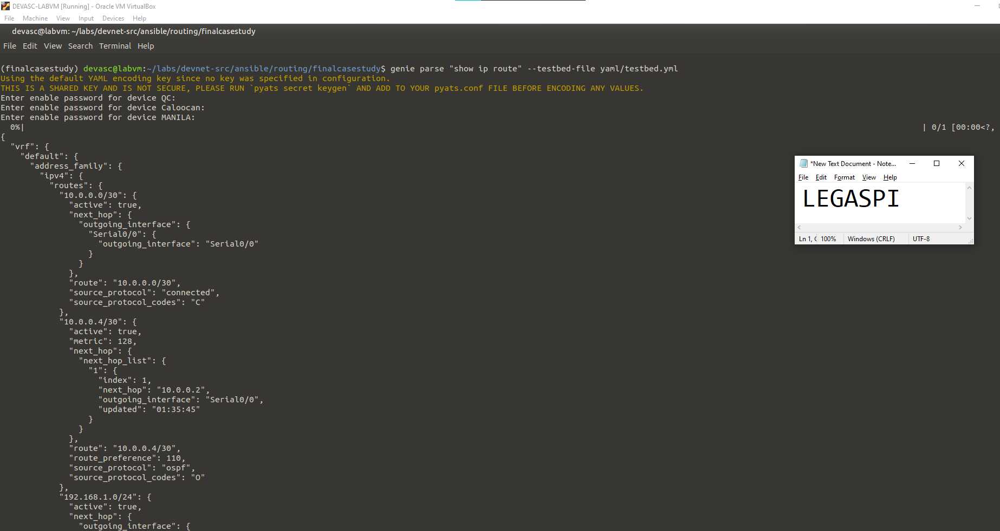 DEVASC-LABVM [Running] - Oracle VM VirtualBox
File Machine View Input Devices Help
devasc@labvm: ~/labs/devnet-src/ansible/routing/finalcasestudy
File Edit View Search Terminal Help
(finalcasestudy) devasc@labvm:~/labs/devnet-src/ansible/routing/finalcasestudy$ genie parse "show ip route" --testbed-file yaml/testbed.yml
Using the default YAML encoding key since no key was specified in configuration.
THIS IS A SHARED KEY AND IS NOT SECURE, PLEASE RUN `pyats secret keygen` AND ADD TO YOUR pyats.conf FILE BEFORE ENCODING ANY VALUES.
Enter enable password for device QC:
Enter enable password for device Caloocan:
Enter enable password for device MANILA:
  0%| | 0/1 [00:00<?,
{
  "vrf": {
    "default": {
      "address_family": {
        "ipv4": {
          "routes": {
            "10.0.0.0/30": {
              "active": true,
              "next_hop": {
                "outgoing_interface": {
                  "Serial0/0": {
                    "outgoing_interface": "Serial0/0"
                  }
                }
              },
              "route": "10.0.0.0/30",
              "source_protocol": "connected",
              "source_protocol_codes": "C"
            },
            "10.0.0.4/30": {
              "active": true,
              "metric": 128,
              "next_hop": {
                "next_hop_list": {
                  "1": {
                    "index": 1,
                    "next_hop": "10.0.0.2",
                    "outgoing_interface": "Serial0/0",
                    "updated": "01:35:45"
                  }
                }
              },
              "route": "10.0.0.4/30",
              "route_preference": 110,
              "source_protocol": "ospf",
              "source_protocol_codes": "O"
            },
            "192.168.1.0/24": {
              "active": true,
              "next_hop": {
                "outgoing_interface": {
*New Text Document - Note...
File Edit Format View Help
LEGASPI
Ln 1, 100% Windows (CRLF) UTF-8